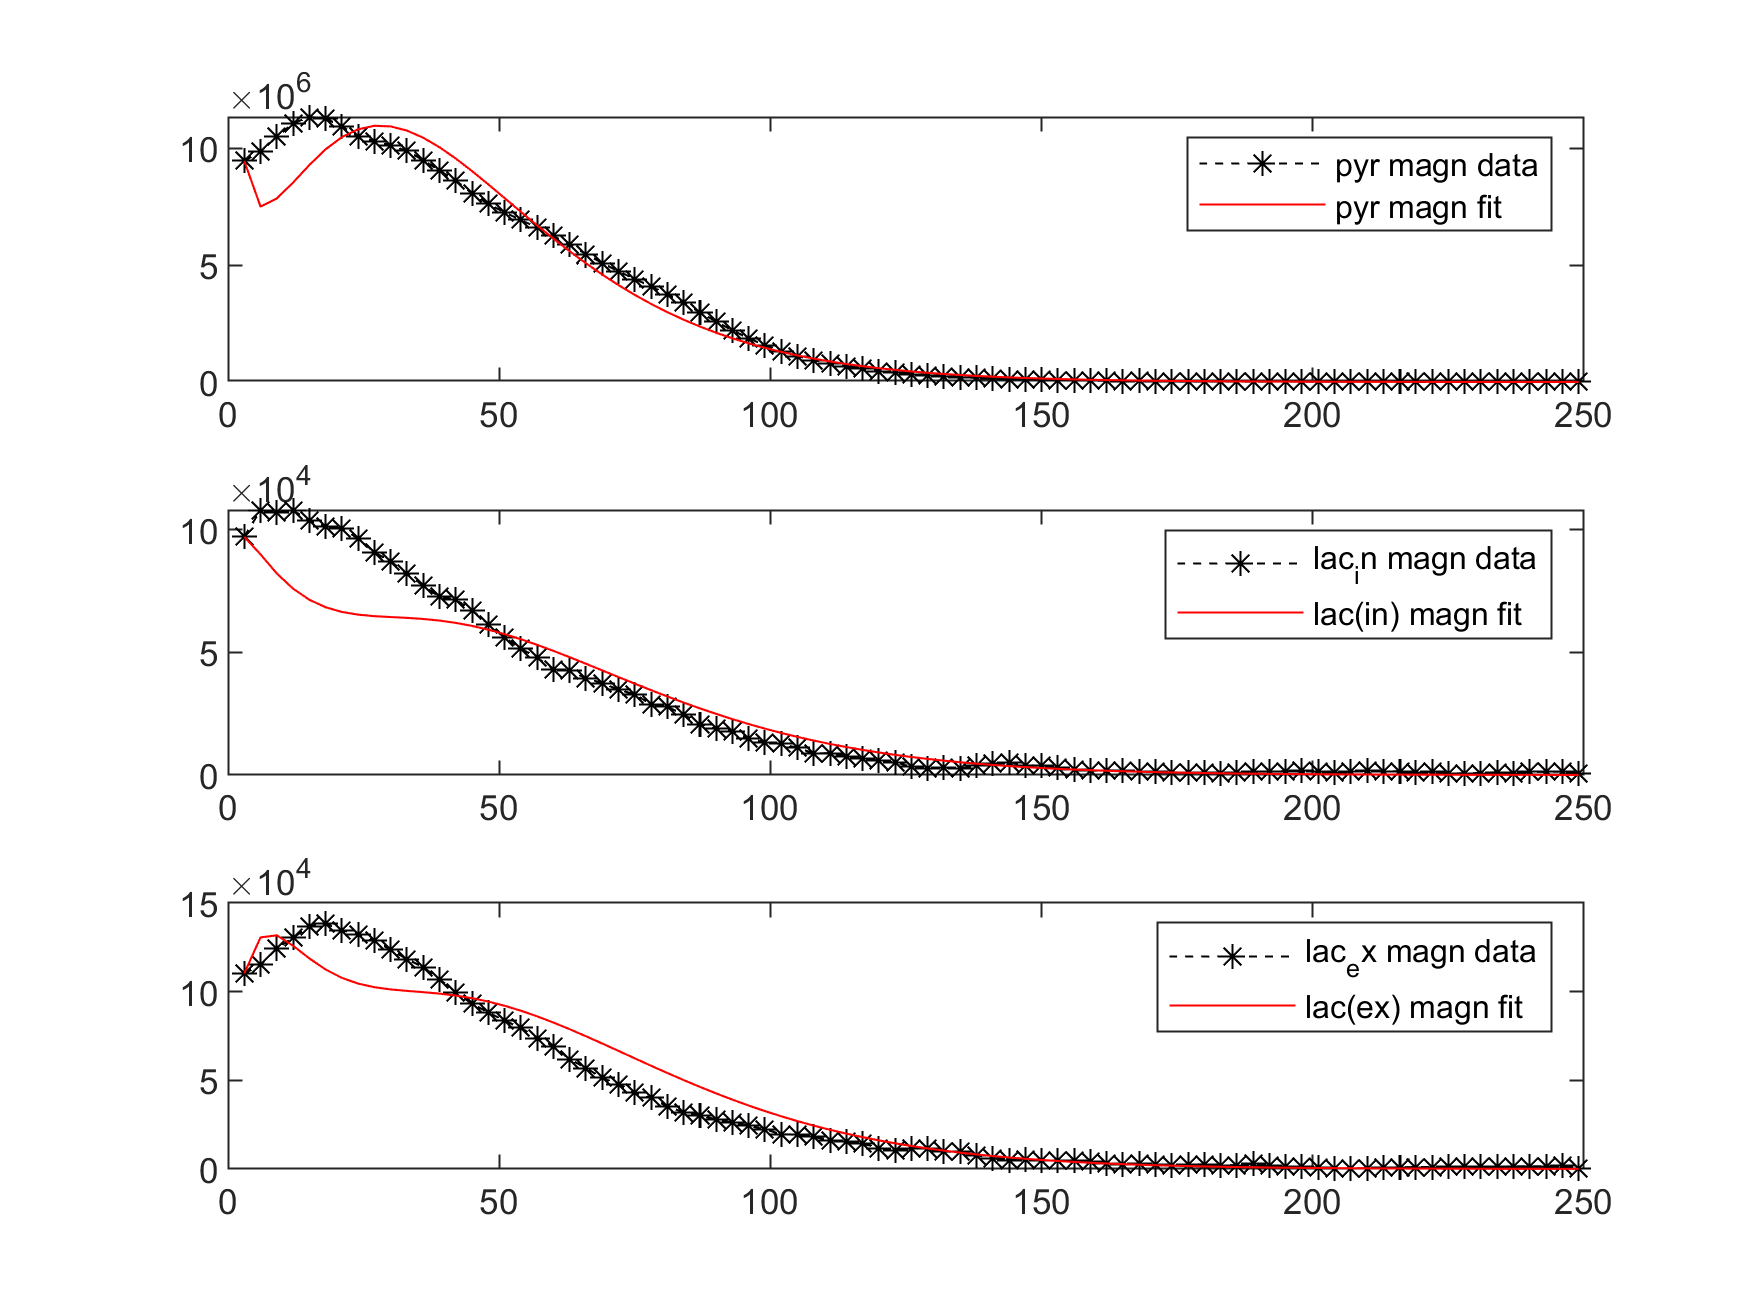 ×10^6
10
5
0
0 50 100 150 200 250
pyr magn data
pyr magn fit
×10^4
10
5
0
0 50 100 150 200 250
lac_in magn data
lac(in) magn fit
×10^4
15
10
5
0
0 50 100 150 200 250
lac_ex magn data
lac(ex) magn fit